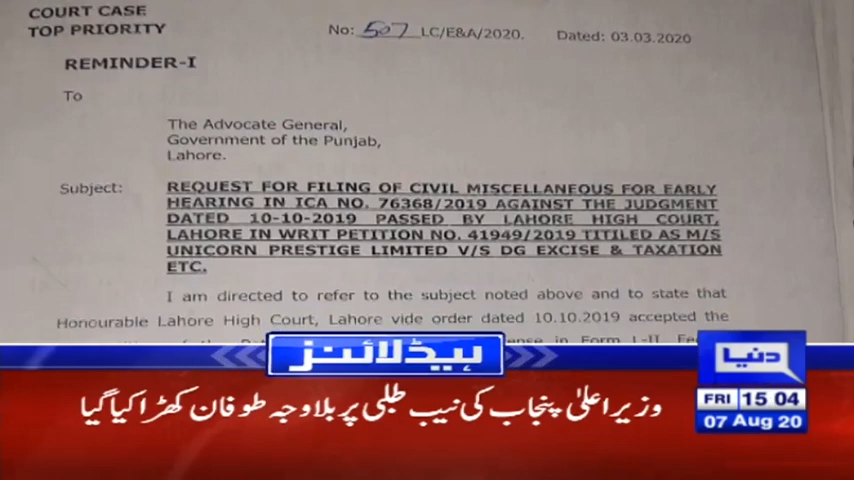 COURT CASE
TOP PRIORITY
No: 507 LC/E&A/2020.
Dated: 03.03.2020
REMINDER-I
To
The Advocate General,
Government of the Punjab,
Lahore.
Subject:
REQUEST FOR FILING OF CIVIL MISCELLANEOUS FOR EARLY
HEARING IN ICA NO. 76368/2019 AGAINST THE JUDGMENT
DATED 10-10-2019 PASSED BY LAHORE HIGH COURT,
LAHORE IN WRIT PETITION NO. 41949/2019 TITILED AS M/S
UNICORN PRESTIGE LIMITED V/S DG EXCISE & TAXATION
ETC.
I am directed to refer to the subject noted above and to state that
Honourable Lahore High Court, Lahore vide order dated 10.10.2019 accepted the
in Form L-II,
ہیڈلائنز
دنیا
وزیراعلیٰ پنجاب کی نیب طلبی پر بلاوجہ طوفان کھڑا کیا گیا
FRI 15 04
07 Aug 20